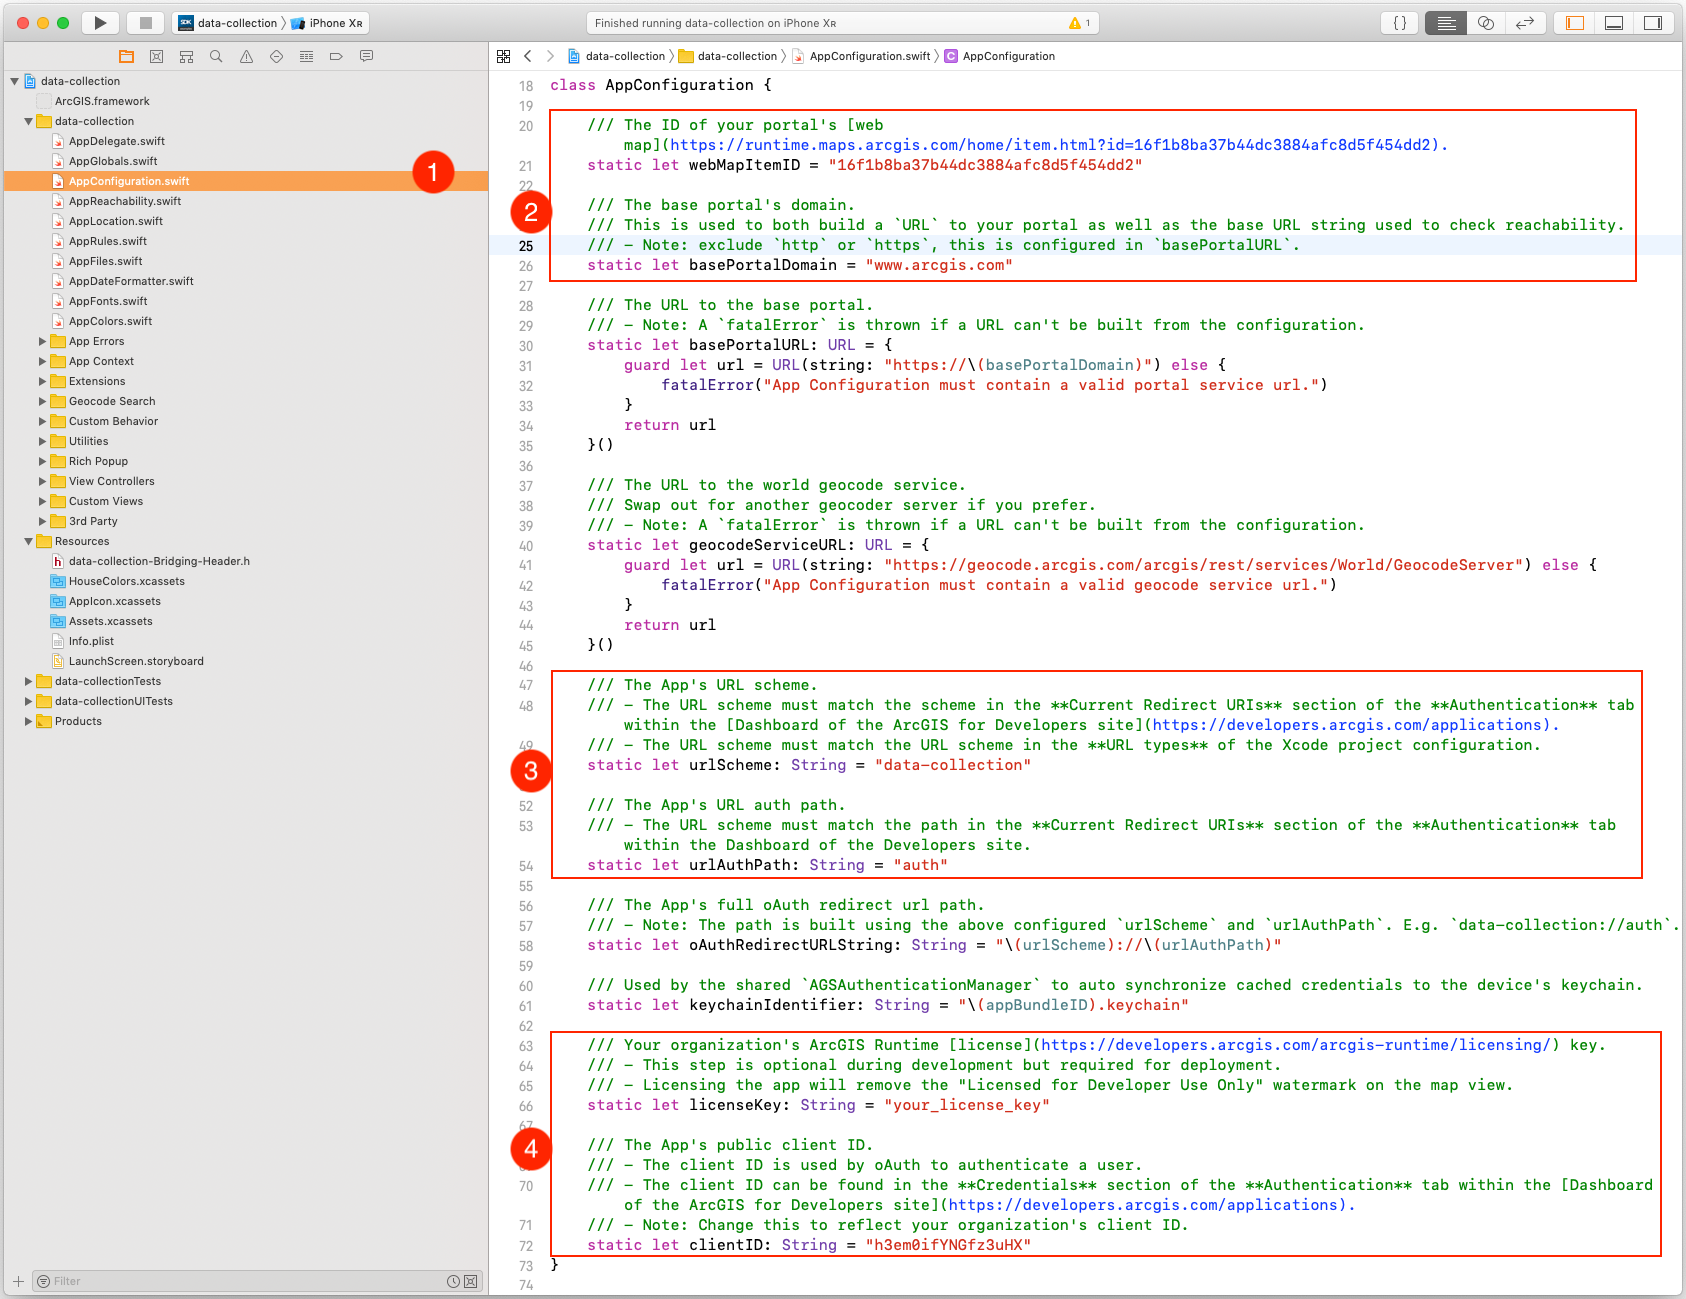 data-collection iPhone XR
Finished running data-collection on iPhone XR
1
{ }
data-collection data-collection AppConfiguration.swift C AppConfiguration
data-collection
ArcGIS.framework
data-collection
AppDelegate.swift
AppGlobals.swift
AppConfiguration.swift
1
AppReachability.swift
AppLocation.swift
AppRules.swift
AppFiles.swift
AppDateFormatter.swift
AppFonts.swift
AppColors.swift
App Errors
App Context
Extensions
Geocode Search
Custom Behavior
Utilities
Rich Popup
View Controllers
Custom Views
3rd Party
Resources
h data-collection-Bridging-Header.h
HouseColors.xcassets
AppIcon.xcassets
Assets.xcassets
Info.plist
LaunchScreen.storyboard
data-collectionTests
data-collectionUITests
Products
Filter
18 class AppConfiguration {
19
20 /// The ID of your portal's [web
map](https://runtime.maps.arcgis.com/home/item.html?id=16f1b8ba37b44dc3884afc8d5f454dd2).
21 static let webMapItemID = "16f1b8ba37b44dc3884afc8d5f454dd2"
22
/// The base portal's domain.
2
/// This is used to both build a `URL` to your portal as well as the base URL string used to check reachability.
25 /// – Note: exclude `http` or `https`, this is configured in `basePortalURL`.
26 static let basePortalDomain = "www.arcgis.com"
27
28 /// The URL to the base portal.
29 /// – Note: A `fatalError` is thrown if a URL can't be built from the configuration.
30 static let basePortalURL: URL = {
31 guard let url = URL(string: "https://\(basePortalDomain)") else {
32 fatalError("App Configuration must contain a valid portal service url.")
33 }
34 return url
35 }()
36
37 /// The URL to the world geocode service.
38 /// Swap out for another geocoder server if you prefer.
39 /// – Note: A `fatalError` is thrown if a URL can't be built from the configuration.
40 static let geocodeServiceURL: URL = {
41 guard let url = URL(string: "https://geocode.arcgis.com/arcgis/rest/services/World/GeocodeServer") else {
42 fatalError("App Configuration must contain a valid geocode service url.")
43 }
44 return url
45 }()
46
47 /// The App's URL scheme.
48 /// – The URL scheme must match the scheme in the **Current Redirect URIs** section of the **Authentication** tab
within the [Dashboard of the ArcGIS for Developers site](https://developers.arcgis.com/applications).
49 /// – The URL scheme must match the URL scheme in the **URL types** of the Xcode project configuration.
3
static let urlScheme: String = "data-collection"
52 /// The App's URL auth path.
53 /// – The URL scheme must match the path in the **Current Redirect URIs** section of the **Authentication** tab
within the Dashboard of the Developers site.
54 static let urlAuthPath: String = "auth"
55
56 /// The App's full oAuth redirect url path.
57 /// – Note: The path is built using the above configured `urlScheme` and `urlAuthPath`. E.g. `data-collection://auth`.
58 static let oAuthRedirectURLString: String = "\(urlScheme)://\(urlAuthPath)"
59
60 /// Used by the shared `AGSAuthenticationManager` to auto synchronize cached credentials to the device's keychain.
61 static let keychainIdentifier: String = "\(appBundleID).keychain"
62
63 /// Your organization's ArcGIS Runtime [license](https://developers.arcgis.com/arcgis-runtime/licensing/) key.
64 /// – This step is optional during development but required for deployment.
65 /// – Licensing the app will remove the "Licensed for Developer Use Only" watermark on the map view.
66 static let licenseKey: String = "your_license_key"
67
4
/// The App's public client ID.
/// – The client ID is used by oAuth to authenticate a user.
70 /// – The client ID can be found in the **Credentials** section of the **Authentication** tab within the [Dashboard
of the ArcGIS for Developers site](https://developers.arcgis.com/applications).
71 /// – Note: Change this to reflect your organization's client ID.
72 static let clientID: String = "h3em0ifYNGfz3uHX"
73 }
74